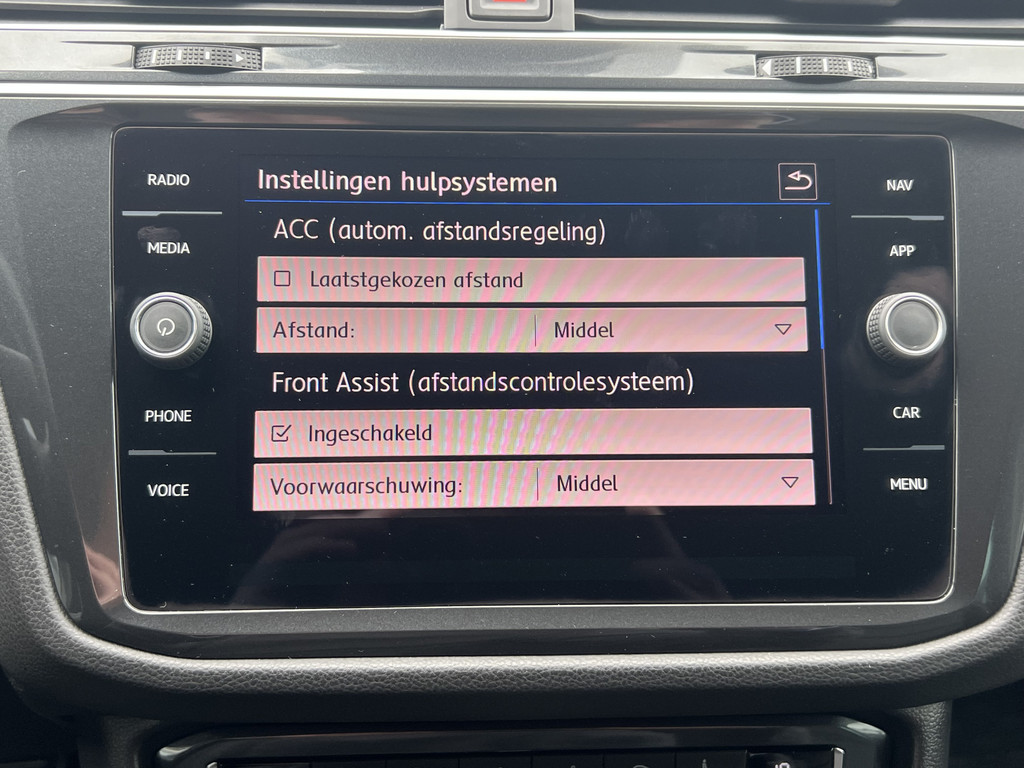 Instellingen hulpsystemen
RADIO
NAV
ACC (autom. afstandsregeling)
MEDIA
APP
Laatstgekozen afstand
Afstand: Middel
Front Assist (afstandscontrolesysteem)
PHONE
CAR
Ingeschakeld
Voorwaarschuwing: Middel
VOICE
MENU